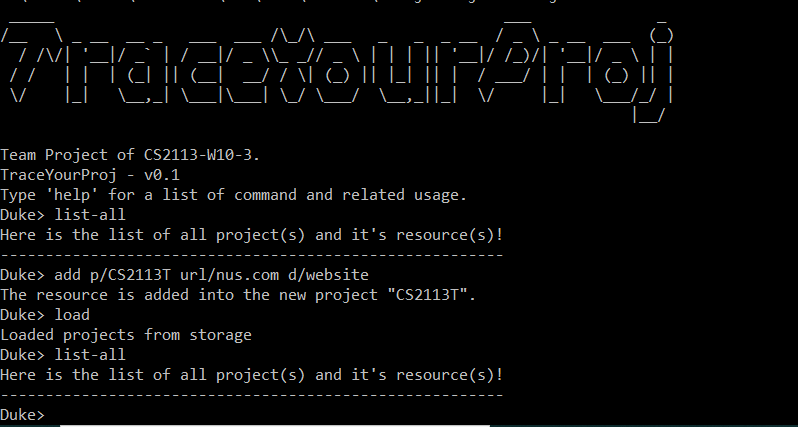 TraceYourProj
Team Project of CS2113-W10-3.
TraceYourProj - v0.1
Type 'help' for a list of command and related usage.
Duke> list-all
Here is the list of all project(s) and it's resource(s)!
--------------------------------------------------------
Duke> add p/CS2113T url/nus.com d/website
The resource is added into the new project "CS2113T".
Duke> load
Loaded projects from storage
Duke> list-all
Here is the list of all project(s) and it's resource(s)!
--------------------------------------------------------
Duke>